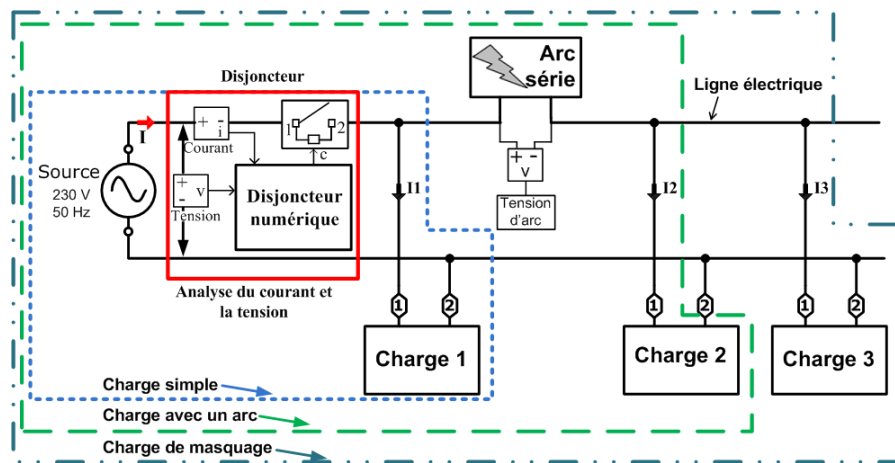 Disjoncteur
Arc
série
Ligne électrique
I
+ -
i
Courant
1
2
c
Source
230 V
50 Hz
+
-
v
Tension
Disjoncteur
numérique
I1
+ -
v
Tension
d'arc
I2
I3
Analyse du courant et
la tension
1
2
1
2
1
2
Charge 1
Charge 2
Charge 3
Charge simple
Charge avec un arc
Charge de masquage